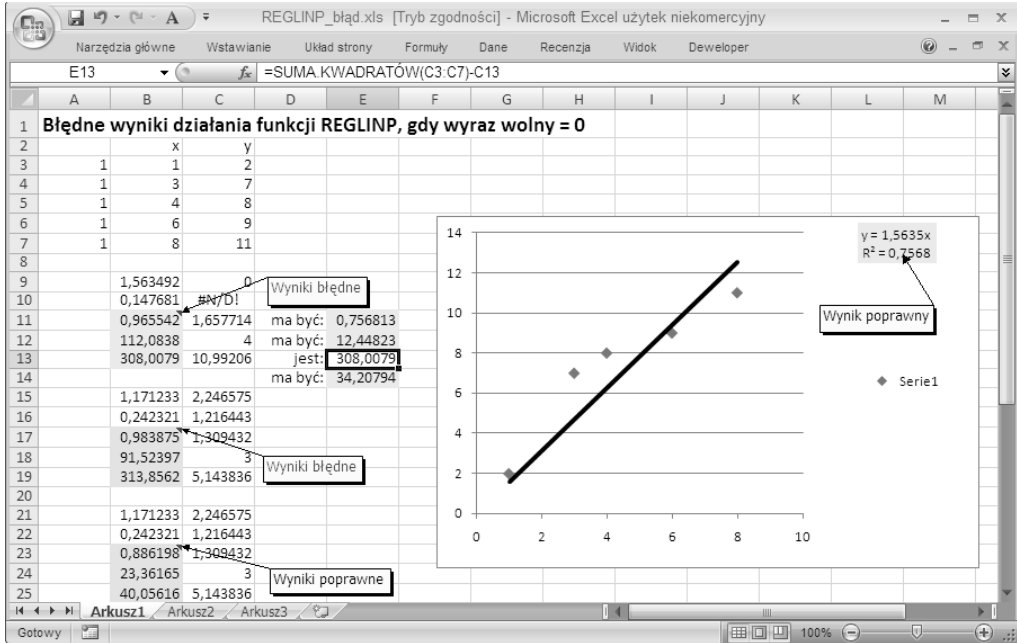 REGLINP_błąd.xls [Tryb zgodności] - Microsoft Excel użytek niekomercyjny
Narzędzia główne Wstawianie Układ strony Formuły Dane Recenzja Widok Deweloper
E13 fx =SUMA.KWADRATÓW(C3:C7)-C13
A B C D E F G H I J K L M
1 Błędne wyniki działania funkcji REGLINP, gdy wyraz wolny = 0
2 x y
3 1 1 2
4 1 3 7
5 1 4 8
6 1 6 9
7 1 8 11
8
9 1,563492 0
10 0,147681 #N/D!
11 0,965542 1,657714 ma być: 0,756813
12 112,0838 4 ma być: 12,44823
13 308,0079 10,99206 jest: 308,0079
14 ma być: 34,20794
15 1,171233 2,246575
16 0,242321 1,216443
17 0,983875 1,309432
18 91,52397 3
19 313,8562 5,143836
20
21 1,171233 2,246575
22 0,242321 1,216443
23 0,886198 1,309432
24 23,36165 3
25 40,05616 5,143836
Wyniki błędne
Wyniki błędne
Wyniki poprawne
y = 1,5635x
R² = 0,7568
Wynik poprawny
Serie1
14
12
10
8
6
4
2
0
0 2 4 6 8 10
Arkusz1 Arkusz2 Arkusz3
Gotowy 100%